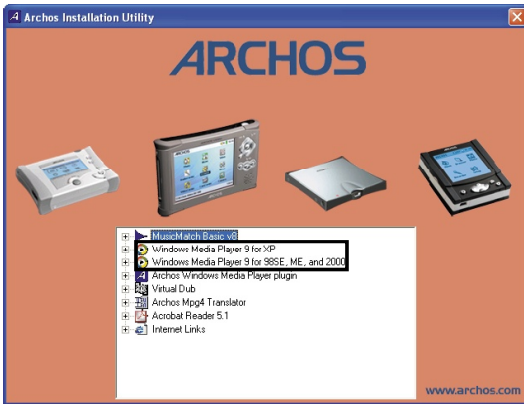 Archos Installation Utility
ARCHOS
MusicMatch Basic v8
Windows Media Player 9 for XP
Windows Media Player 9 for 98SE, ME, and 2000
Archos Windows Media Player plugin
Virtual Dub
Archos Mpg4 Translator
Acrobat Reader 5.1
Internet Links
www.archos.com